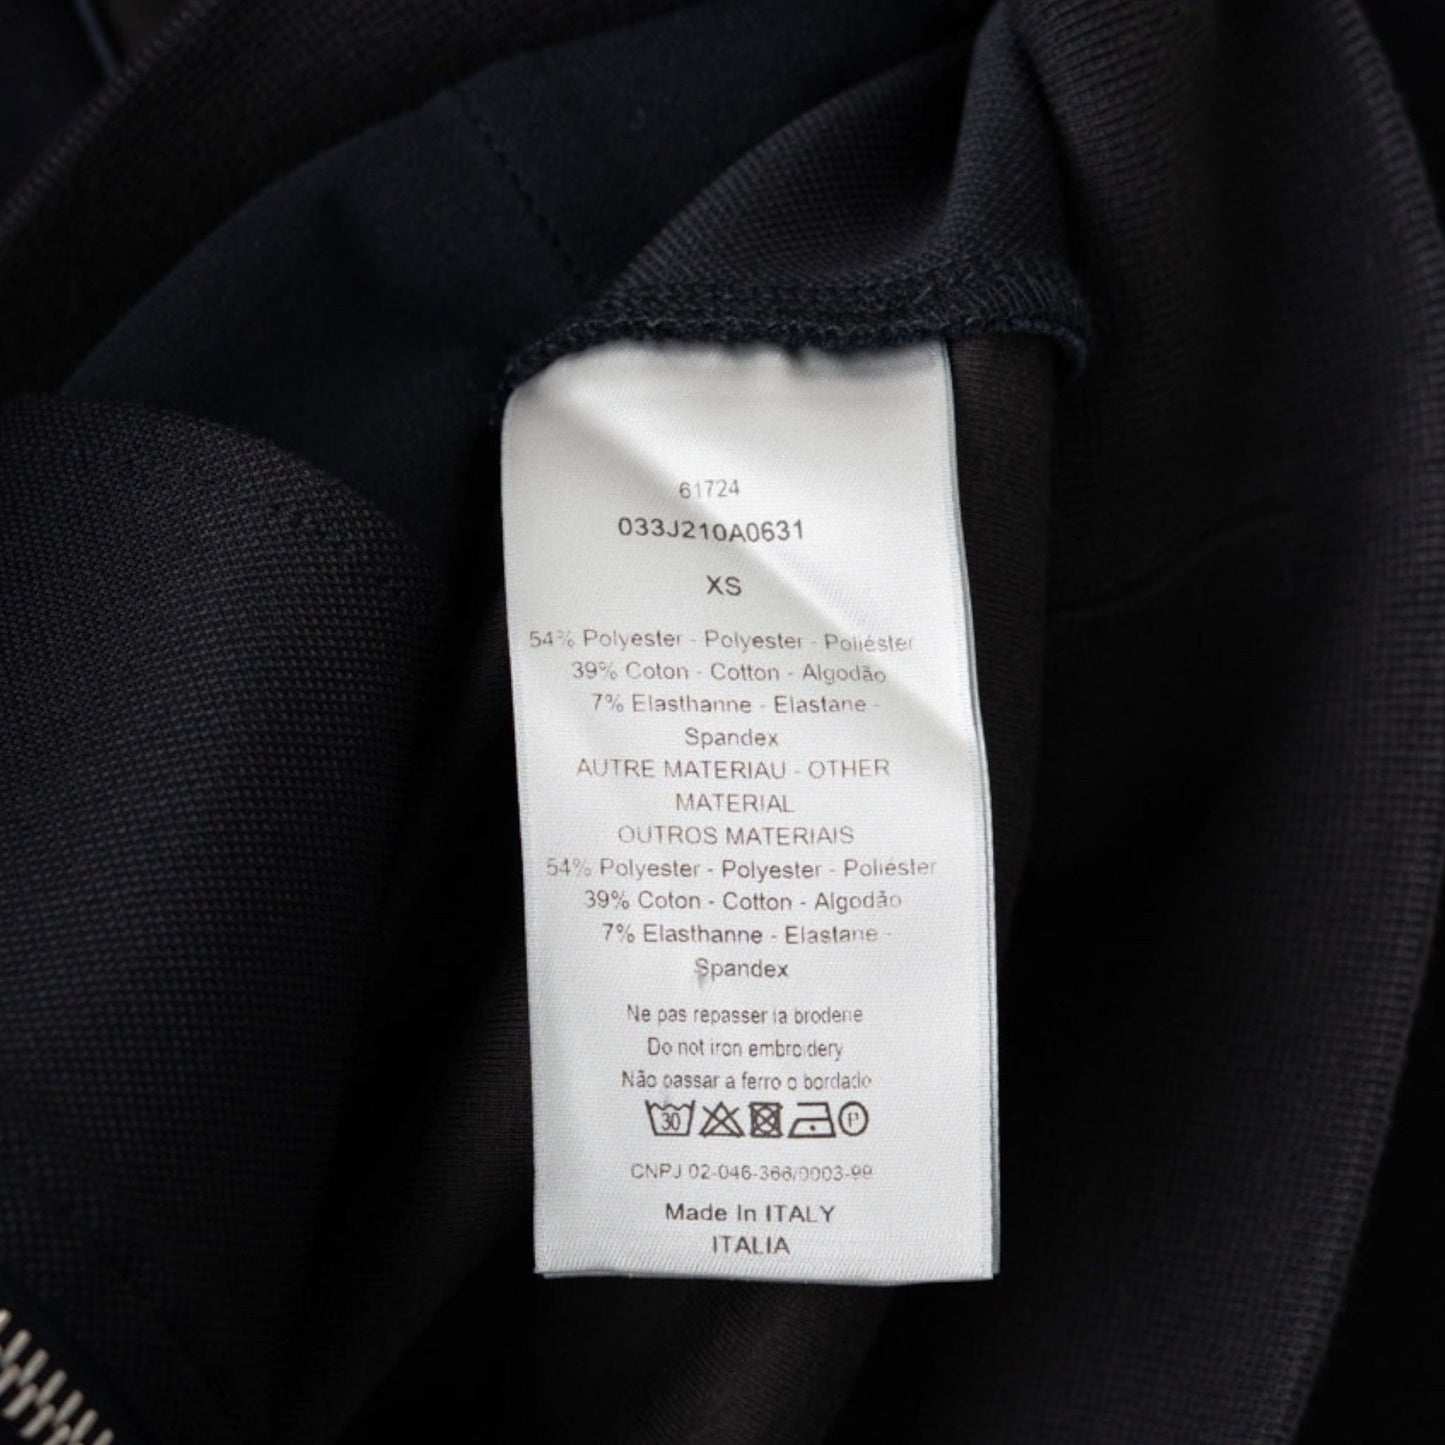 61724
033J210A0631
XS
54% Polyester - Polyester - Poliéster
39% Coton - Cotton - Algodão
7% Elasthanne - Elastane -
Spandex
AUTRE MATERIAU - OTHER
MATERIAL
OUTROS MATERIAIS
54% Polyester - Polyester - Poliéster
39% Coton - Cotton - Algodão
7% Elasthanne - Elastane -
Spandex
Ne pas repasser la broderie
Do not iron embroidery
Não passar a ferro o bordado
30 P
CNPJ 02-046-366/0003-99
Made In ITALY
ITALIA